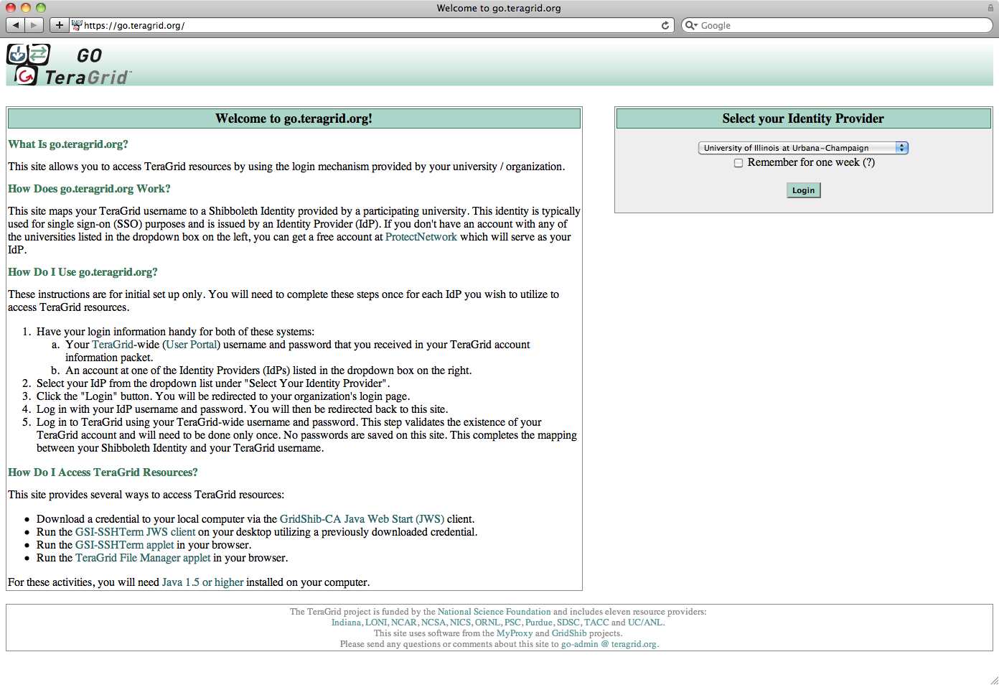 Welcome to go.teragrid.org
https://go.teragrid.org/
Google
GO
TeraGrid™
Welcome to go.teragrid.org!
What Is go.teragrid.org?
This site allows you to access TeraGrid resources by using the login mechanism provided by your university / organization.
How Does go.teragrid.org Work?
This site maps your TeraGrid username to a Shibboleth Identity provided by a participating university. This identity is typically
used for single sign-on (SSO) purposes and is issued by an Identity Provider (IdP). If you don't have an account with any of
the universities listed in the dropdown box on the left, you can get a free account at ProtectNetwork which will serve as your
IdP.
How Do I Use go.teragrid.org?
These instructions are for initial set up only. You will need to complete these steps once for each IdP you wish to utilize to
access TeraGrid resources.
1. Have your login information handy for both of these systems:
a. Your TeraGrid-wide (User Portal) username and password that you received in your TeraGrid account
information packet.
b. An account at one of the Identity Providers (IdPs) listed in the dropdown box on the right.
2. Select your IdP from the dropdown list under "Select Your Identity Provider".
3. Click the "Login" button. You will be redirected to your organization's login page.
4. Log in with your IdP username and password. You will then be redirected back to this site.
5. Log in to TeraGrid using your TeraGrid-wide username and password. This step validates the existence of your
TeraGrid account and will need to be done only once. No passwords are saved on this site. This completes the mapping
between your Shibboleth Identity and your TeraGrid username.
How Do I Access TeraGrid Resources?
This site provides several ways to access TeraGrid resources:
• Download a credential to your local computer via the GridShib-CA Java Web Start (JWS) client.
• Run the GSI-SSHTerm JWS client on your desktop utilizing a previously downloaded credential.
• Run the GSI-SSHTerm applet in your browser.
• Run the TeraGrid File Manager applet in your browser.
For these activities, you will need Java 1.5 or higher installed on your computer.
Select your Identity Provider
University of Illinois at Urbana-Champaign
Remember for one week (?)
Login
The TeraGrid project is funded by the National Science Foundation and includes eleven resource providers:
Indiana, LONI, NCAR, NCSA, NICS, ORNL, PSC, Purdue, SDSC, TACC and UC/ANL.
This site uses software from the MyProxy and GridShib projects.
Please send any questions or comments about this site to go-admin @ teragrid.org.